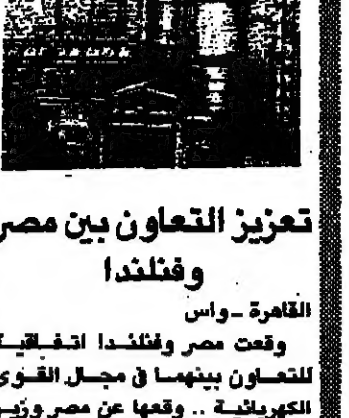 تعزيز التعاون بين مصر
وفنلندا
القاهرة - واس
وقعت مصر وفنلندا اتفاقية
للتعاون بينهما في مجال القوى
الكهربائية .. وقعها عن مصر وزير